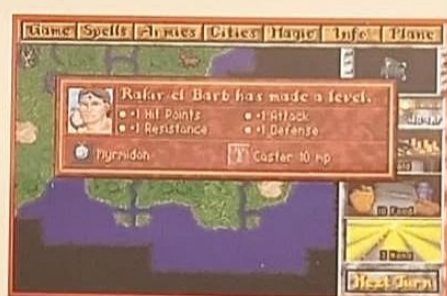 Game Spells Armies Cities Magic Info Plane
Rakir el Barb has made a level.
+1 Hit Points +1 Attack
+1 Resistance +1 Defense
Myrmidon Caster 10 mp
Next Turn